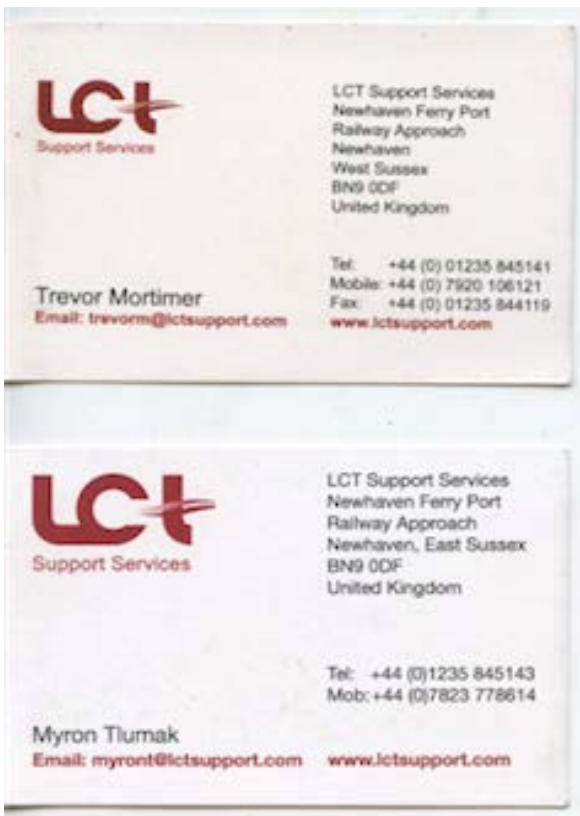 LCT
Support Services
LCT Support Services
Newhaven Ferry Port
Railway Approach
Newhaven
West Sussex
BN9 0DF
United Kingdom
Tel: +44 (0) 01235 845141
Mobile: +44 (0) 7920 106121
Fax: +44 (0) 01235 844119
www.lctsupport.com
Trevor Mortimer
Email: trevorm@lctsupport.com
LCT
Support Services
LCT Support Services
Newhaven Ferry Port
Railway Approach
Newhaven, East Sussex
BN9 0DF
United Kingdom
Tel: +44 (0)1235 845143
Mob: +44 (0)7823 778614
Myron Tlumak
Email: myront@lctsupport.com
www.lctsupport.com